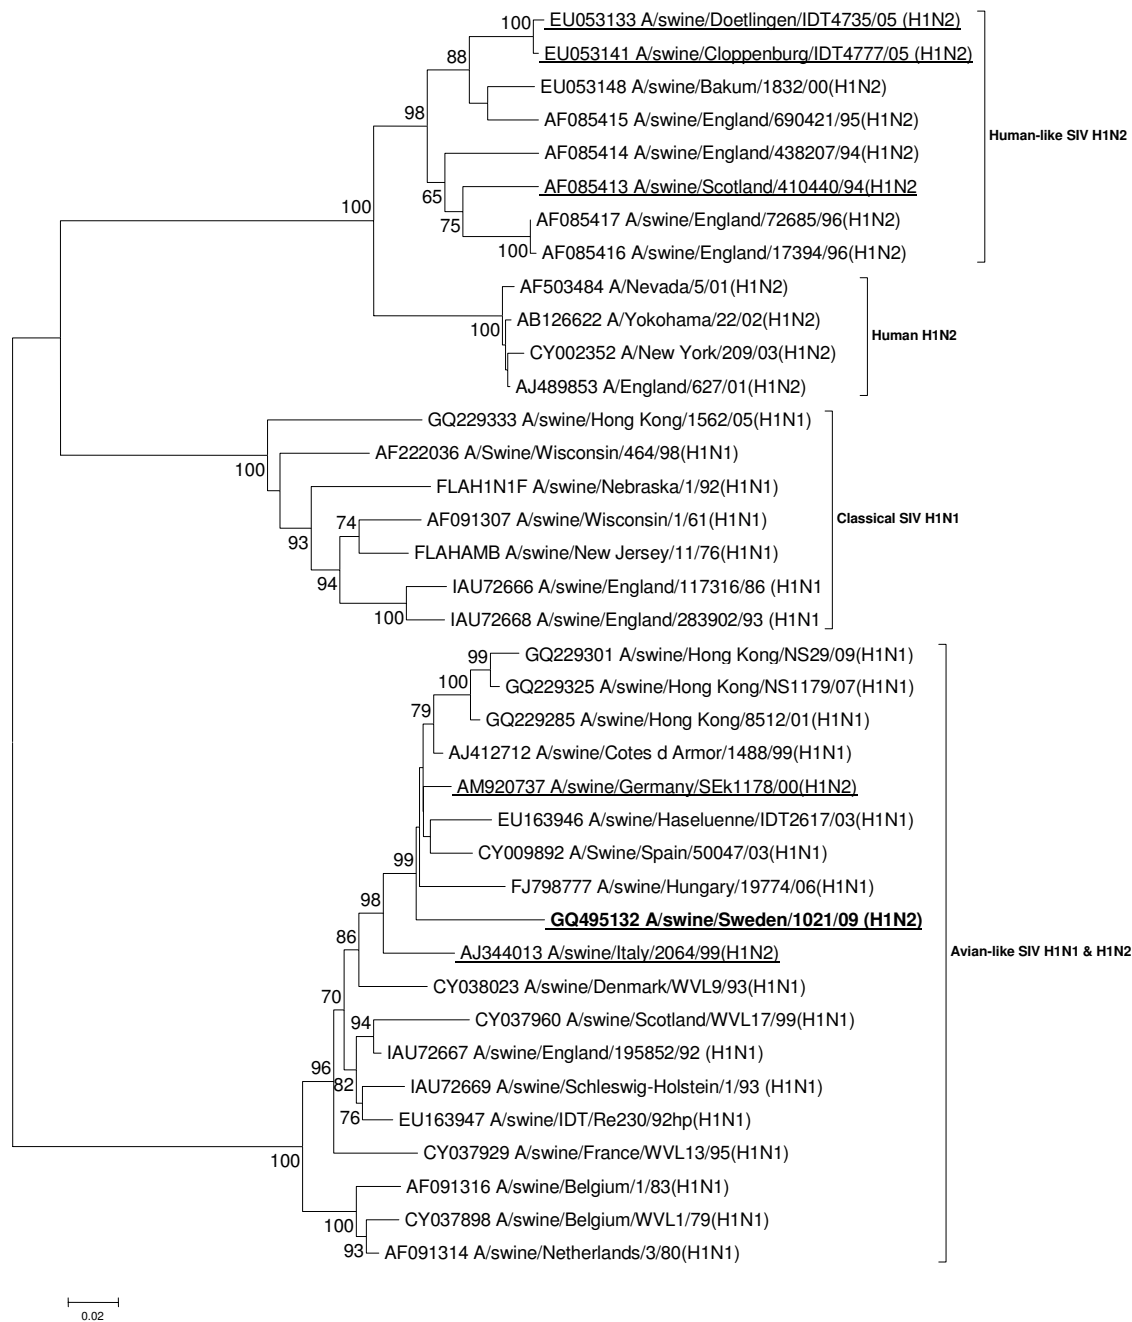 100
EU053133 A/swine/Doetlingen/IDT4735/05 (H1N2)
EU053141 A/swine/Cloppenburg/IDT4777/05 (H1N2)
88
EU053148 A/swine/Bakum/1832/00(H1N2)
98
AF085415 A/swine/England/690421/95(H1N2)
Human-like SIV H1N2
AF085414 A/swine/England/438207/94(H1N2)
65
AF085413 A/swine/Scotland/410440/94(H1N2
100
75
AF085417 A/swine/England/72685/96(H1N2)
100
AF085416 A/swine/England/17394/96(H1N2)
AF503484 A/Nevada/5/01(H1N2)
100
AB126622 A/Yokohama/22/02(H1N2)
Human H1N2
CY002352 A/New York/209/03(H1N2)
AJ489853 A/England/627/01(H1N2)
GQ229333 A/swine/Hong Kong/1562/05(H1N1)
100
AF222036 A/Swine/Wisconsin/464/98(H1N1)
FLAH1N1F A/swine/Nebraska/1/92(H1N1)
74
AF091307 A/swine/Wisconsin/1/61(H1N1)
Classical SIV H1N1
93
FLAHAMB A/swine/New Jersey/11/76(H1N1)
94
IAU72666 A/swine/England/117316/86 (H1N1
100
IAU72668 A/swine/England/283902/93 (H1N1
99
GQ229301 A/swine/Hong Kong/NS29/09(H1N1)
100
GQ229325 A/swine/Hong Kong/NS1179/07(H1N1)
79
GQ229285 A/swine/Hong Kong/8512/01(H1N1)
AJ412712 A/swine/Cotes d Armor/1488/99(H1N1)
AM920737 A/swine/Germany/SEk1178/00(H1N2)
EU163946 A/swine/Haseluenne/IDT2617/03(H1N1)
99
CY009892 A/Swine/Spain/50047/03(H1N1)
FJ798777 A/swine/Hungary/19774/06(H1N1)
98
GQ495132 A/swine/Sweden/1021/09 (H1N2)
86
AJ344013 A/swine/Italy/2064/99(H1N2)
Avian-like SIV H1N1 & H1N2
70
CY038023 A/swine/Denmark/WVL9/93(H1N1)
94
CY037960 A/swine/Scotland/WVL17/99(H1N1)
96
IAU72667 A/swine/England/195852/92 (H1N1)
82
IAU72669 A/swine/Schleswig-Holstein/1/93 (H1N1)
76
EU163947 A/swine/IDT/Re230/92hp(H1N1)
100
CY037929 A/swine/France/WVL13/95(H1N1)
AF091316 A/swine/Belgium/1/83(H1N1)
100
CY037898 A/swine/Belgium/WVL1/79(H1N1)
93
AF091314 A/swine/Netherlands/3/80(H1N1)
0.02